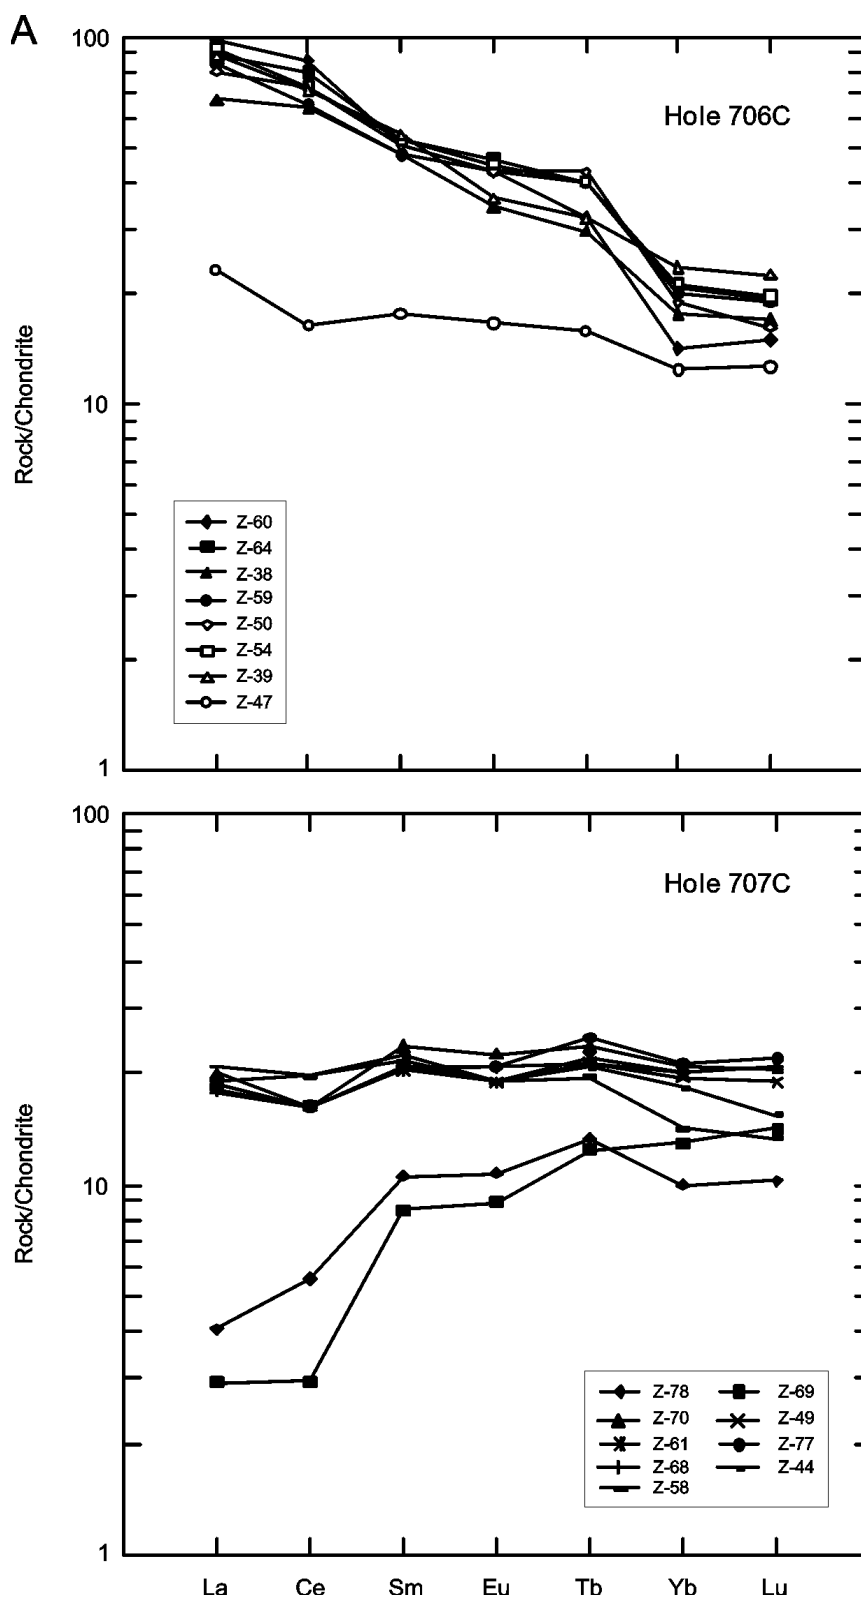 A
100
Hole 706C
10
Rock/Chondrite
Z-60
Z-64
Z-38
Z-59
Z-50
Z-54
Z-39
Z-47
1
100
Hole 707C
10
Rock/Chondrite
Z-78 Z-69
Z-70 Z-49
Z-61 Z-77
Z-68 Z-44
Z-58
1
La Ce Sm Eu Tb Yb Lu